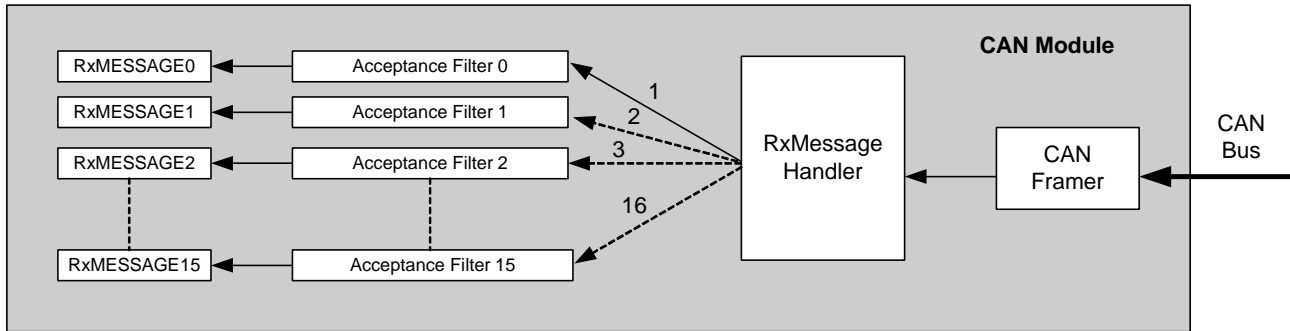 CAN Module
RxMESSAGE0
Acceptance Filter 0
1
RxMESSAGE1
Acceptance Filter 1
2
RxMESSAGE2
Acceptance Filter 2
3
RxMESSAGE15
Acceptance Filter 15
16
RxMessage
Handler
CAN
Framer
CAN
Bus